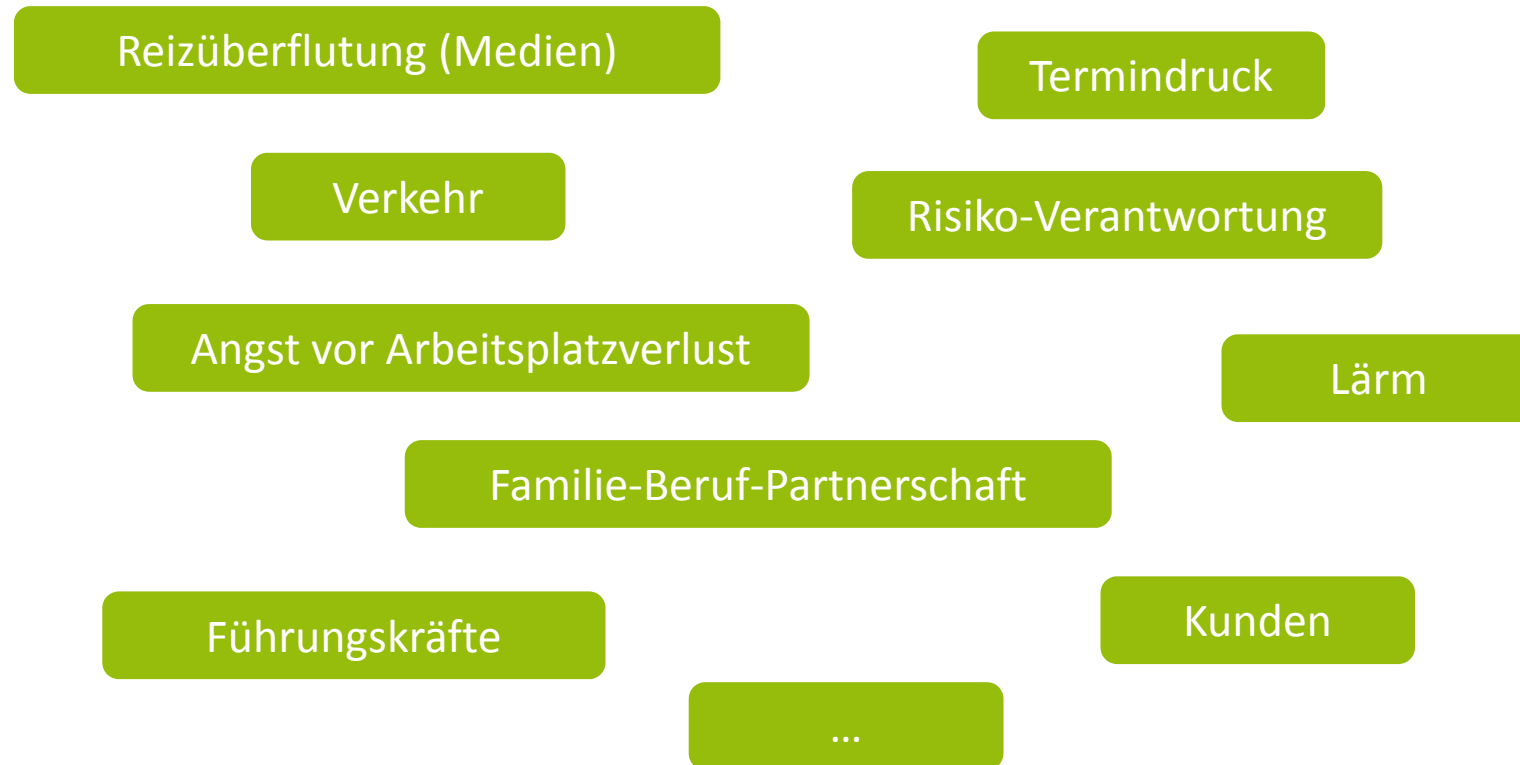 Reizüberflutung (Medien)
Termindruck
Verkehr
Risiko-Verantwortung
Angst vor Arbeitsplatzverlust
Lärm
Familie-Beruf-Partnerschaft
Führungskräfte
Kunden
...